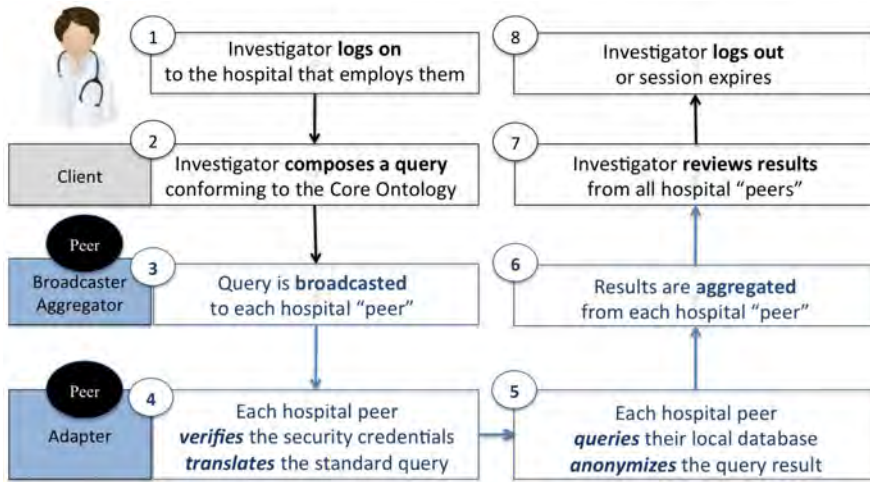 1
Investigator logs on
to the hospital that employs them
2
Client
Investigator composes a query
conforming to the Core Ontology
Peer
Broadcaster
Aggregator
3
Query is broadcasted
to each hospital “peer”
Peer
Adapter
4
Each hospital peer
verifies the security credentials
translates the standard query
5
Each hospital peer
queries their local database
anonymizes the query result
6
Results are aggregated
from each hospital “peer”
7
Investigator reviews results
from all hospital “peers”
8
Investigator logs out
or session expires